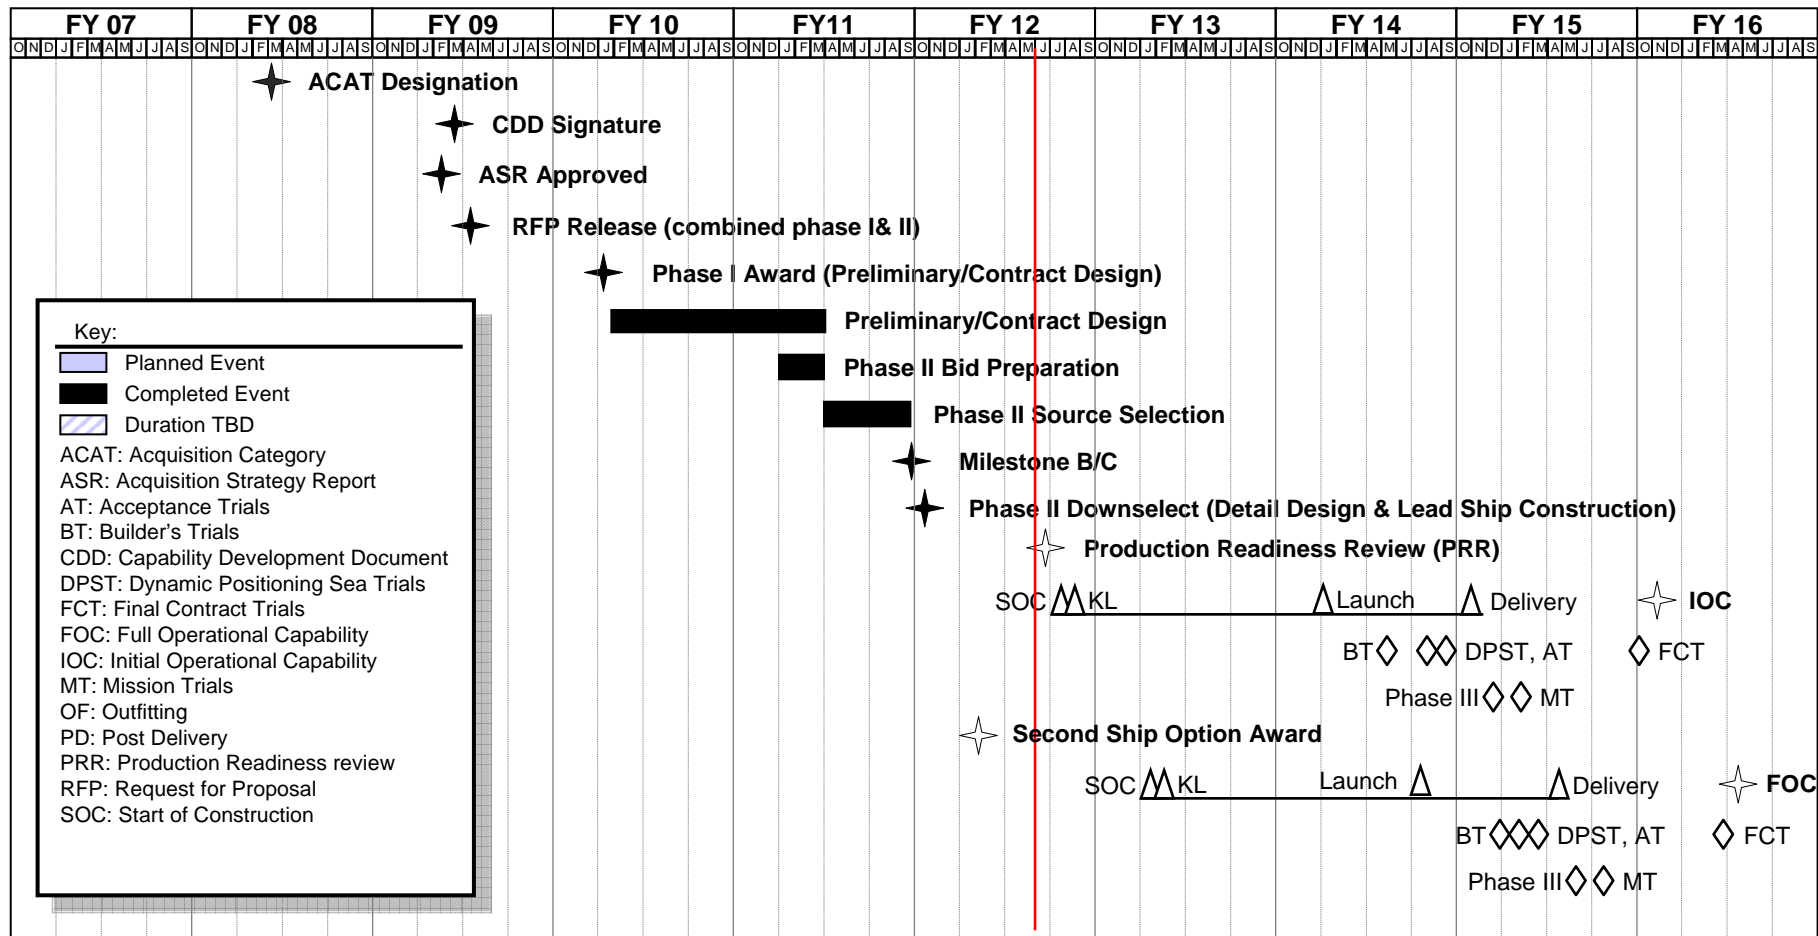 FY 07 FY 08 FY 09 FY 10 FY11 FY 12 FY 13 FY 14 FY 15 FY 16
O N D J F M A M J J A S O N D J F M A M J J A S O N D J F M A M J J A S O N D J F M A M J J A S O N D J F M A M J J A S O N D J F M A M J J A S O N D J F M A M J J A S O N D J F M A M J J A S O N D J F M A M J J A S O N D J F M A M J J A S
ACAT Designation
CDD Signature
ASR Approved
RFP Release (combined phase I& II)
Phase I Award (Preliminary/Contract Design)
Preliminary/Contract Design
Phase II Bid Preparation
Phase II Source Selection
Milestone B/C
Phase II Downselect (Detail Design & Lead Ship Construction)
Production Readiness Review (PRR)
SOC KL Launch Delivery IOC
BT DPST, AT FCT
Phase III MT
Second Ship Option Award
SOC KL Launch Delivery FOC
BT DPST, AT FCT
Phase III MT
Key:
Planned Event
Completed Event
Duration TBD
ACAT: Acquisition Category
ASR: Acquisition Strategy Report
AT: Acceptance Trials
BT: Builder's Trials
CDD: Capability Development Document
DPST: Dynamic Positioning Sea Trials
FCT: Final Contract Trials
FOC: Full Operational Capability
IOC: Initial Operational Capability
MT: Mission Trials
OF: Outfitting
PD: Post Delivery
PRR: Production Readiness review
RFP: Request for Proposal
SOC: Start of Construction